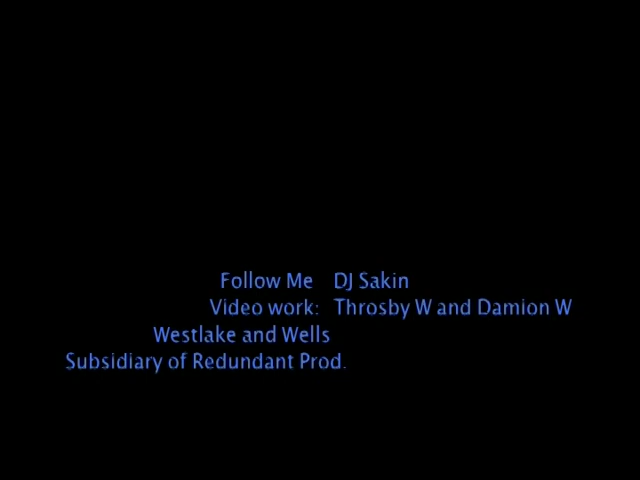 Follow Me DJ Sakin
Video work: Throsby W and Damion W
Westlake and Wells
Subsidiary of Redundant Prod.